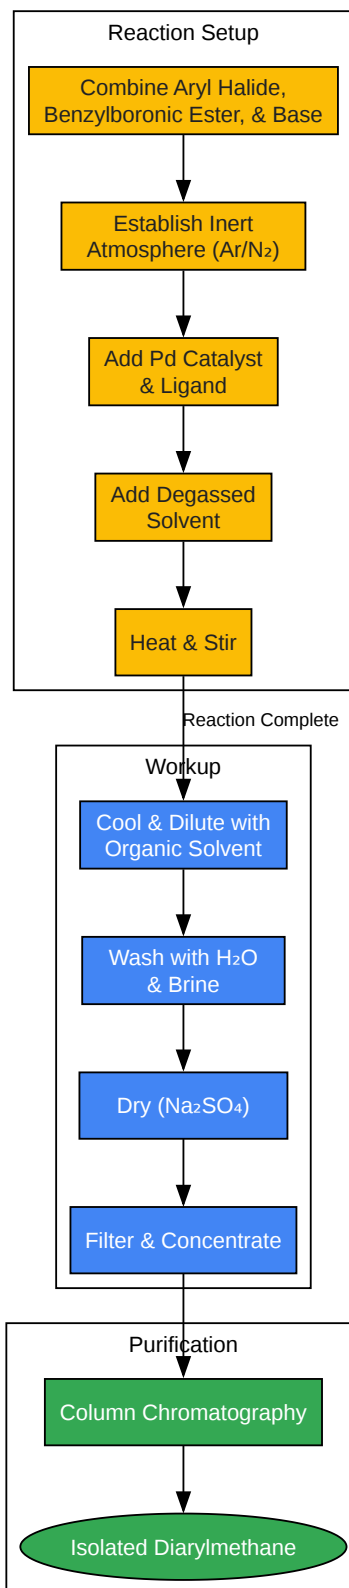 Reaction Setup
Combine Aryl Halide,
Benzylboronic Ester, & Base
Establish Inert
Atmosphere (Ar/N₂)
Add Pd Catalyst
& Ligand
Add Degassed
Solvent
Heat & Stir
Reaction Complete
Workup
Cool & Dilute with
Organic Solvent
Wash with H₂O
& Brine
Dry (Na₂SO₄)
Filter & Concentrate
Purification
Column Chromatography
Isolated Diarylmethane